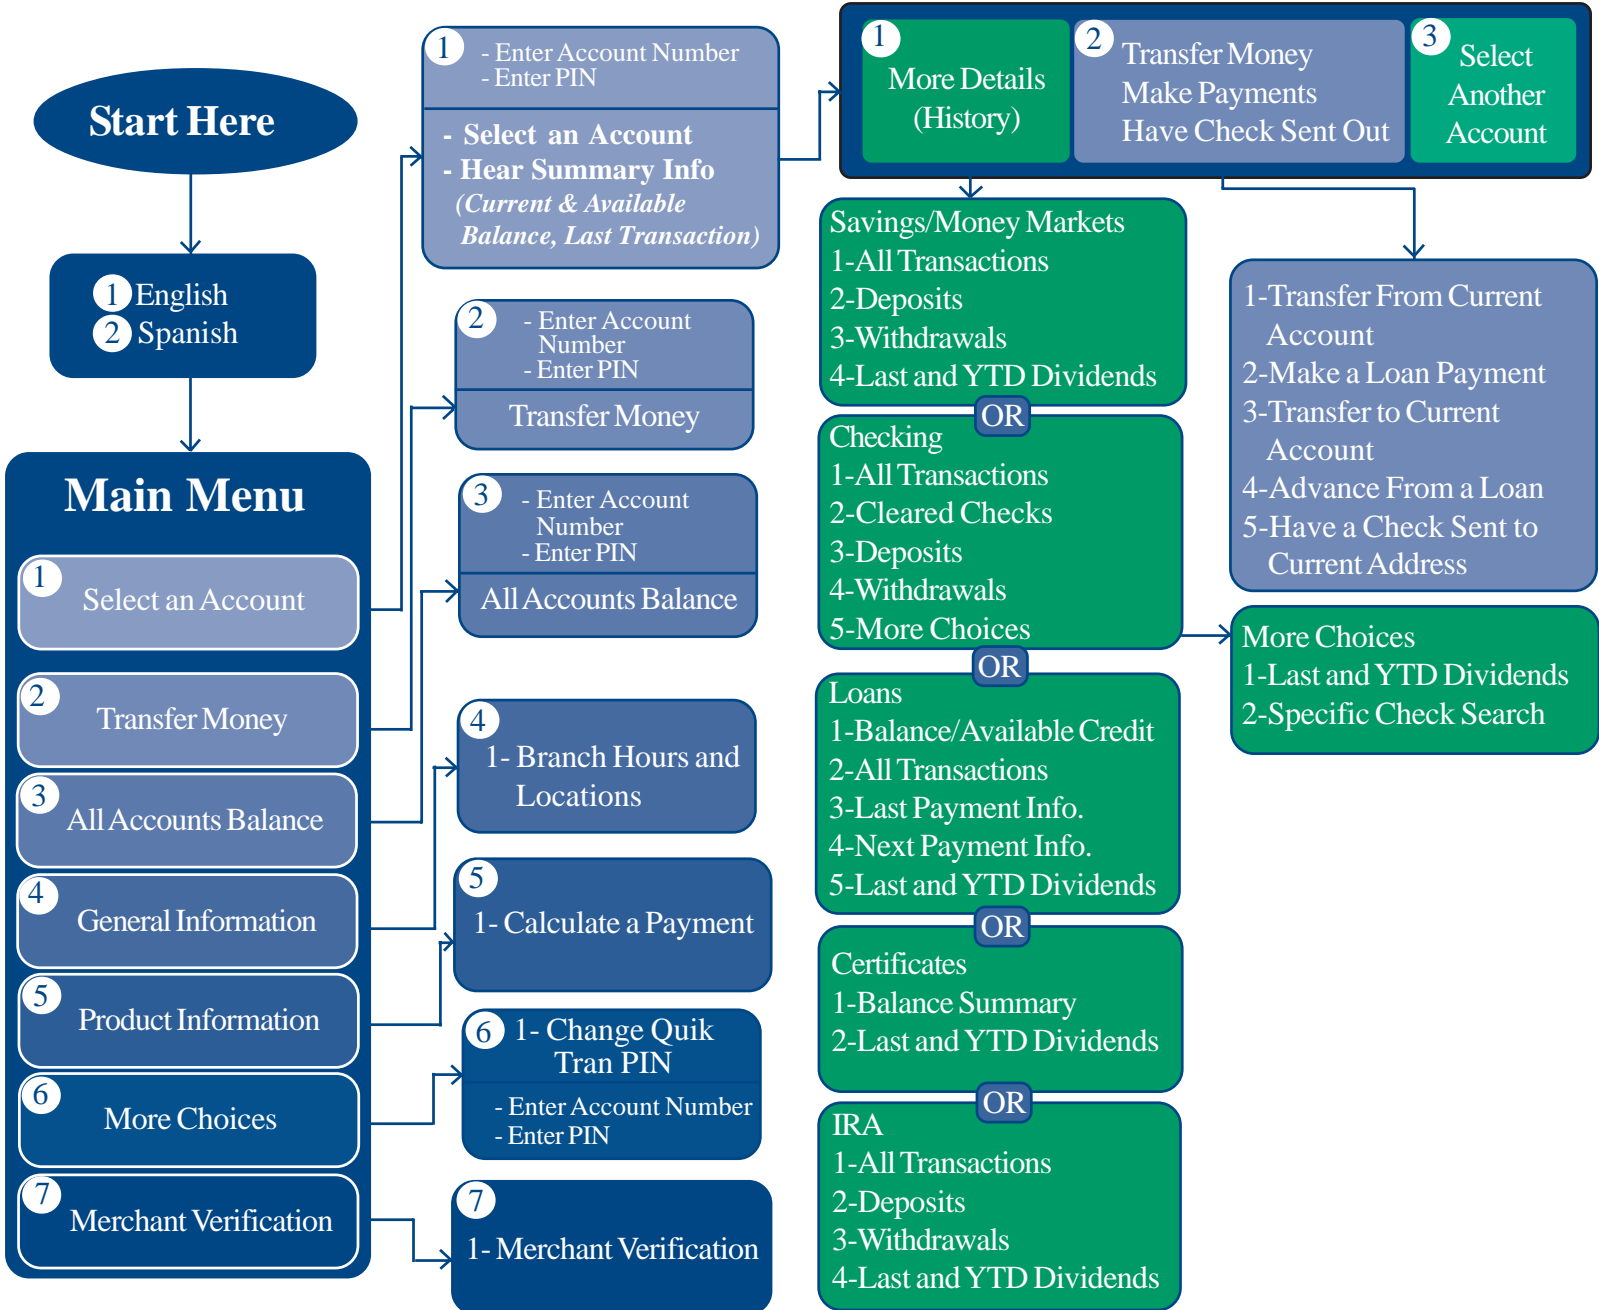 Start Here
1 English
2 Spanish
Main Menu
1
Select an Account
2
Transfer Money
3
All Accounts Balance
4
General Information
5
Product Information
6
More Choices
7
Merchant Verification
1
- Enter Account Number
- Enter PIN
- Select an Account
- Hear Summary Info
(Current & Available
Balance, Last Transaction)
2
- Enter Account
Number
- Enter PIN
Transfer Money
3
- Enter Account
Number
- Enter PIN
All Accounts Balance
4
1- Branch Hours and
Locations
5
1- Calculate a Payment
6 1- Change Quik
Tran PIN
- Enter Account Number
- Enter PIN
7
1- Merchant Verification
1
More Details
(History)
2
Transfer Money
Make Payments
Have Check Sent Out
3
Select
Another
Account
Savings/Money Markets
1-All Transactions
2-Deposits
3-Withdrawals
4-Last and YTD Dividends
OR
Checking
1-All Transactions
2-Cleared Checks
3-Deposits
4-Withdrawals
5-More Choices
OR
Loans
1-Balance/Available Credit
2-All Transactions
3-Last Payment Info.
4-Next Payment Info.
5-Last and YTD Dividends
OR
Certificates
1-Balance Summary
2-Last and YTD Dividends
OR
IRA
1-All Transactions
2-Deposits
3-Withdrawals
4-Last and YTD Dividends
1-Transfer From Current
Account
2-Make a Loan Payment
3-Transfer to Current
Account
4-Advance From a Loan
5-Have a Check Sent to
Current Address
More Choices
1-Last and YTD Dividends
2-Specific Check Search